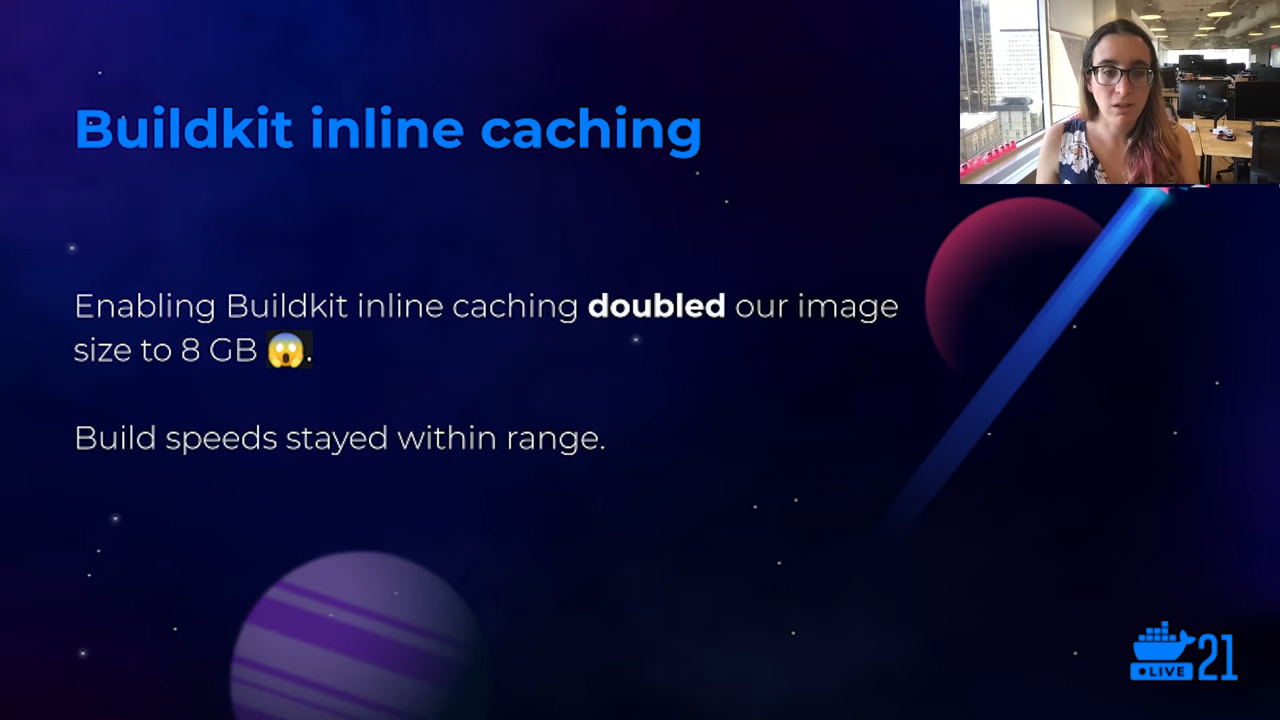 Buildkit inline caching
Enabling Buildkit inline caching doubled our image
size to 8 GB 😱.
Build speeds stayed within range.
LIVE 21